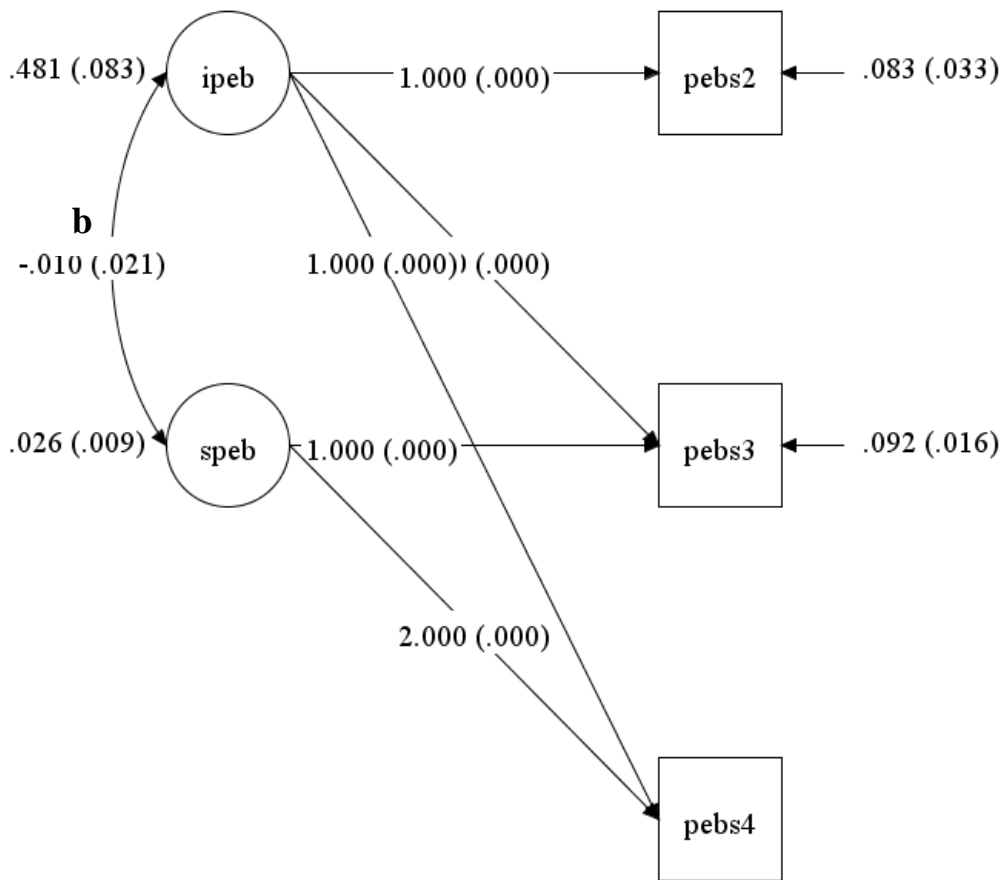 .481 (.083)
ipeb
1.000 (.000)
pebs2
.083 (.033)
b
-.010 (.021)
1.000 (.000)
(.000)
.026 (.009)
speb
1.000 (.000)
pebs3
.092 (.016)
2.000 (.000)
pebs4